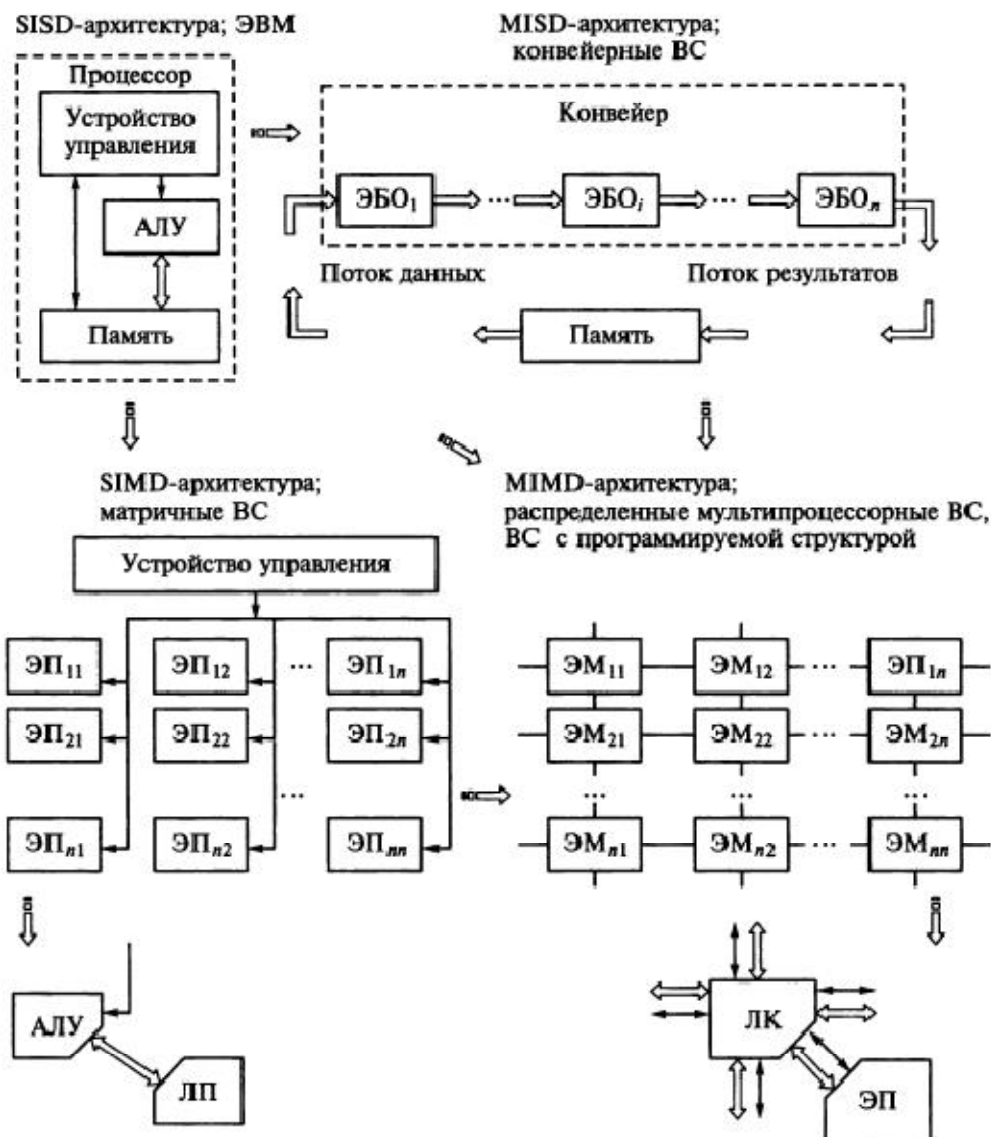 SISD-архитектура; ЭВМ
MISD-архитектура;
конвейерные ВС
Процессор
Устройство
управления
АЛУ
Память
Конвейер
ЭБО1 ... ЭБОi ... ЭБОn
Поток данных
Поток результатов
Память
SIMD-архитектура;
матричные ВС
Устройство управления
ЭП11 ЭП12 ... ЭП1n
ЭП21 ЭП22 ЭП2n
...
ЭПn1 ЭПn2 ЭПnn
АЛУ
ЛП
MIMD-архитектура;
распределенные мультипроцессорные ВС,
ВС с программируемой структурой
ЭМ11 ЭМ12 ... ЭП1n
ЭМ21 ЭМ22 ... ЭМ2n
... ... ...
ЭМn1 ЭМn2 ... ЭМnn
ЛК
ЭП